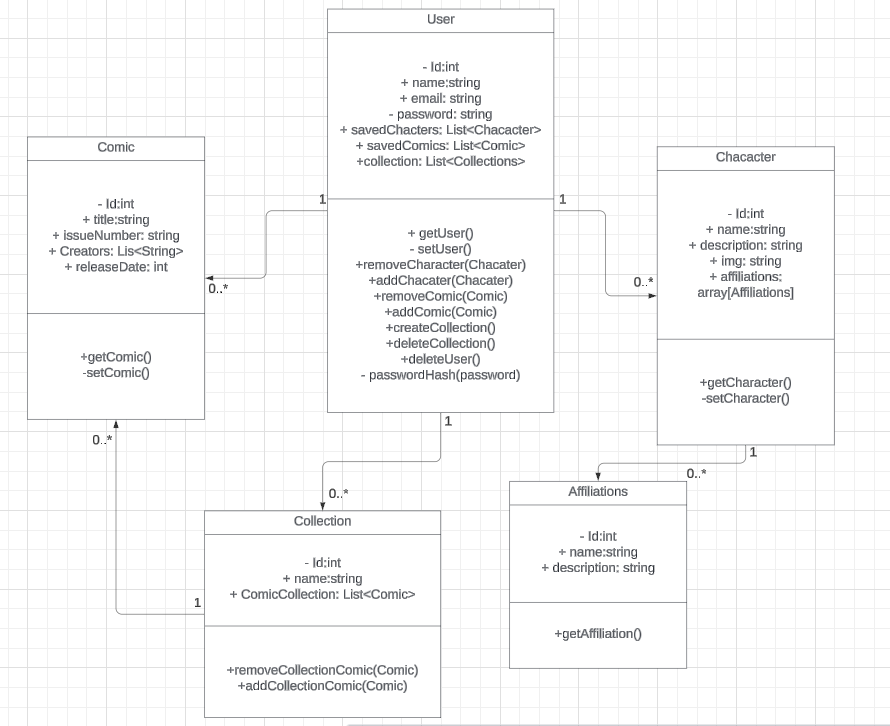 User
- Id:int
+ name:string
+ email: string
- password: string
+ savedChacters: List<Chacacter>
+ savedComics: List<Comic>
+collection: List<Collections>
+ getUser()
- setUser()
+removeCharacter(Chacater)
+addChacater(Chacater)
+removeComic(Comic)
+addComic(Comic)
+createCollection()
+deleteCollection()
+deleteUser()
- passwordHash(password)
Comic
- Id:int
+ title:string
+ issueNumber: string
+ Creators: Lis<String>
+ releaseDate: int
+getComic()
-setComic()
Chacacter
- Id:int
+ name:string
+ description: string
+ img: string
+ affiliations:
array[Affiliations]
+getCharacter()
-setCharacter()
1
0..*
1
0..*
1
0..*
1
0..*
1
0..*
Collection
- Id:int
+ name:string
+ ComicCollection: List<Comic>
+removeCollectionComic(Comic)
+addCollectionComic(Comic)
Affiliations
- Id:int
+ name:string
+ description: string
+getAffiliation()